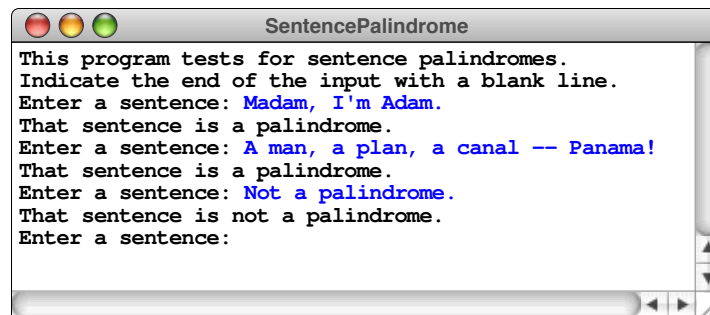 SentencePalindrome
This program tests for sentence palindromes.
Indicate the end of the input with a blank line.
Enter a sentence: Madam, I'm Adam.
That sentence is a palindrome.
Enter a sentence: A man, a plan, a canal -- Panama!
That sentence is a palindrome.
Enter a sentence: Not a palindrome.
That sentence is not a palindrome.
Enter a sentence: